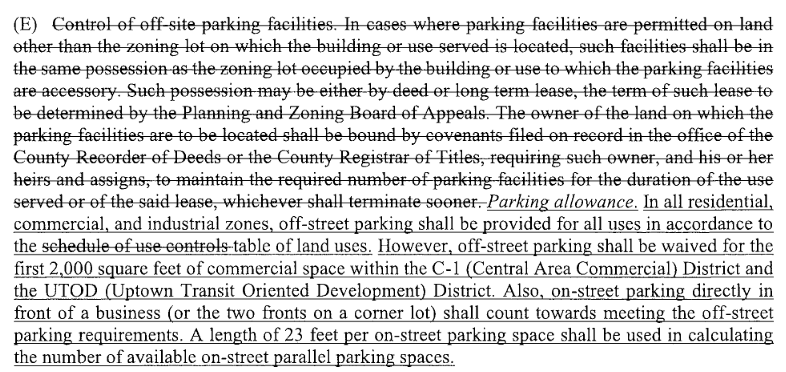 (E) Control of off-site parking facilities. In cases where parking facilities are permitted on land
other than the zoning lot on which the building or use served is located, such facilities shall be in
the same possession as the zoning lot occupied by the building or use to which the parking facilities
are accessory. Such possession may be either by deed or long term lease, the term of such lease to
be determined by the Planning and Zoning Board of Appeals. The owner of the land on which the
parking facilities are to be located shall be bound by covenants filed on record in the office of the
County Recorder of Deeds or the County Registrar of Titles, requiring such owner, and his or her
heirs and assigns, to maintain the required number of parking facilities for the duration of the use
served or of the said lease, whichever shall terminate sooner. Parking allowance. In all residential,
commercial, and industrial zones, off-street parking shall be provided for all uses in accordance to
the schedule of use controls table of land uses. However, off-street parking shall be waived for the
first 2,000 square feet of commercial space within the C-1 (Central Area Commercial) District and
the UTOD (Uptown Transit Oriented Development) District. Also, on-street parking directly in
front of a business (or the two fronts on a corner lot) shall count towards meeting the off-street
parking requirements. A length of 23 feet per on-street parking space shall be used in calculating
the number of available on-street parallel parking spaces.